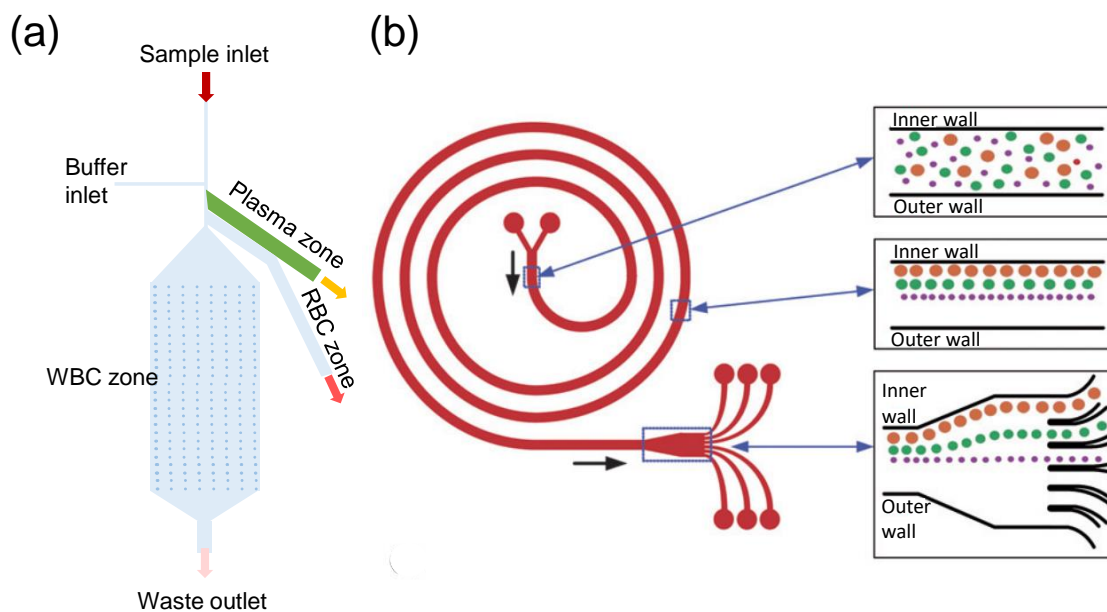 (a)
Sample inlet
Buffer
inlet
Plasma zone
RBC zone
WBC zone
Waste outlet
(b)
Inner wall
Outer wall
Inner wall
Outer wall
Inner
wall
Outer
wall